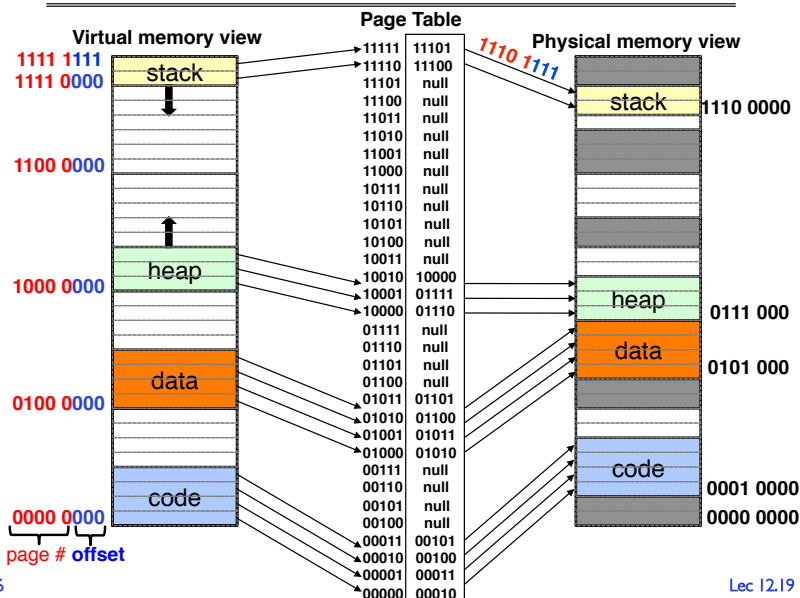 Page Table
Virtual memory view
Physical memory view
1111 1111
stack
1111 0000
1100 0000
heap
1000 0000
data
0100 0000
code
0000 0000
page # offset
11111 11101
11110 11100
11101 null
11100 null
11011 null
11010 null
11001 null
11000 null
10111 null
10110 null
10101 null
10100 null
10011 null
10010 10000
10001 01111
10000 01110
01111 null
01110 null
01101 null
01100 null
01011 01101
01010 01100
01001 01011
01000 01010
00111 null
00110 null
00101 null
00100 null
00011 00101
00010 00100
00001 00011
00000 00010
1110 1111
stack
1110 0000
heap
0111 000
data
0101 000
code
0001 0000
0000 0000
6
Lec 12.19